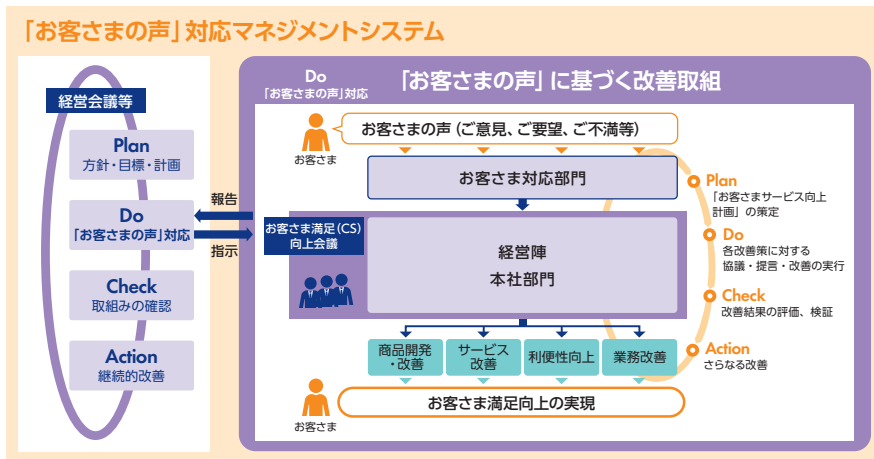 「お客さまの声」対応マネジメントシステム
経営会議等
Plan
方針・目標・計画
Do
「お客さまの声」対応
Check
取組みの確認
Action
継続的改善
報告
指示
Do
「お客さまの声」対応
「お客さまの声」に基づく改善取組
お客さま
お客さまの声（ご意見、ご要望、ご不満等）
お客さま対応部門
お客さま満足（CS）
向上会議
経営陣
本社部門
商品開発
・改善
サービス
改善
利便性向上
業務改善
お客さま
お客さま満足向上の実現
Plan
「お客さまサービス向上
計画」の策定
Do
各改善策に対する
協議・提言・改善の実行
Check
改善結果の評価、検証
Action
さらなる改善